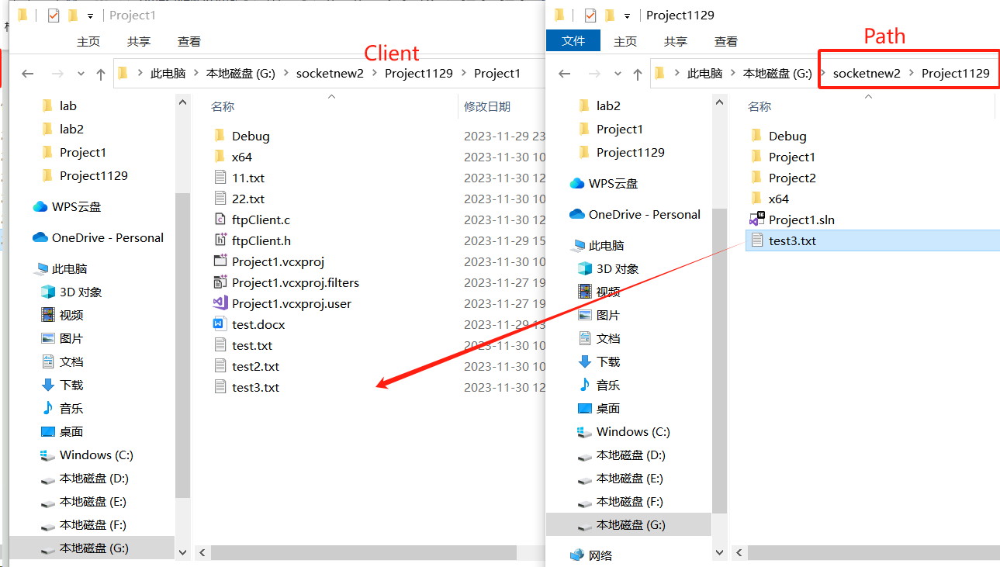 Project1
主页 共享 查看
Client
此电脑 本地磁盘 (G:) socketnew2 Project1129 Project1
lab
lab2
Project1
Project1129
WPS云盘
OneDrive - Personal
此电脑
3D 对象
视频
图片
文档
下载
音乐
桌面
Windows (C:)
本地磁盘 (D:)
本地磁盘 (E:)
本地磁盘 (F:)
本地磁盘 (G:)
名称 修改日期
Debug 2023-11-29 23
x64 2023-11-30 10
11.txt 2023-11-30 12
22.txt 2023-11-30 10
ftpClient.c 2023-11-30 12
ftpClient.h 2023-11-29 15
Project1.vcxproj 2023-11-30 10
Project1.vcxproj.filters 2023-11-27 19
Project1.vcxproj.user 2023-11-27 19
test.docx 2023-11-29 13
test.txt 2023-11-30 10
test2.txt 2023-11-30 10
test3.txt 2023-11-30 12
Project1129
文件 主页 共享 查看
Path
此电脑 本地磁盘 (G:) socketnew2 Project1129
lab2
Project1
Project1129
WPS云盘
OneDrive - Personal
此电脑
3D 对象
视频
图片
文档
下载
音乐
桌面
Windows (C:)
本地磁盘 (D:)
本地磁盘 (E:)
本地磁盘 (F:)
本地磁盘 (G:)
网络
名称
Debug
Project1
Project2
x64
Project1.sln
test3.txt